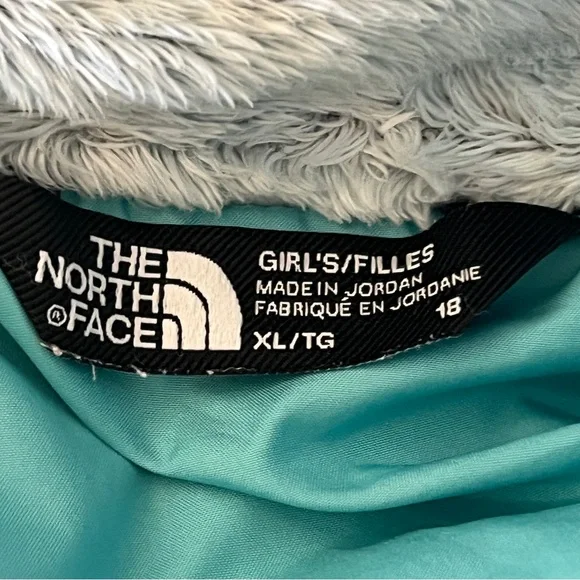 THE
NORTH
®FACE
GIRL'S/FILLES
MADE IN JORDAN
FABRIQUÉ EN JORDANIE
XL/TG
18